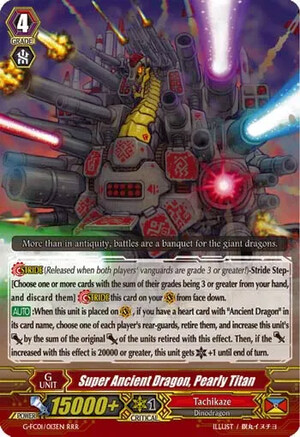 4
GRADE
More than in antiquity, battles are a banquet for the giant dragons.
STRIDE (Released when both players' vanguards are grade 3 or greater!)-Stride Step-
[Choose one or more cards with the sum of their grades being 3 or greater from your hand,
and discard them] STRIDE this card on your from face down.
AUTO :When this unit is placed on , if you have a heart card with "Ancient Dragon" in
its card name, choose one of each player's rear-guards, retire them, and increase this unit's
by the sum of the original of the units retired with this effect. Then, if the
increased with this effect is 20000 or greater, this unit gets +1 until end of turn.
G
UNIT
Super Ancient Dragon, Pearly Titan
POWER
15000+
1
CRITICAL
Tachikaze
Dinodragon
G-FC01/013EN RRR
ILLUST / 獣丸イヌチヨ